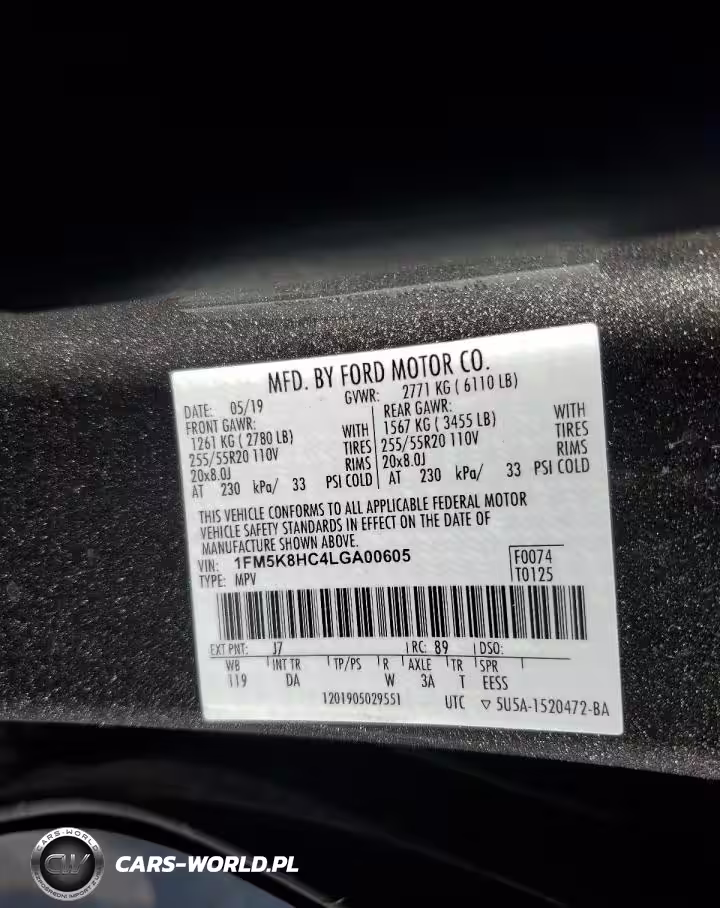 MFD. BY FORD MOTOR CO.
DATE: 05/19 GVWR: 2771 KG ( 6110 LB)
FRONT GAWR: REAR GAWR:
1261 KG ( 2780 LB) WITH 1567 KG ( 3455 LB) WITH
255/55R20 110V TIRES 255/55R20 110V TIRES
20x8.0J RIMS 20x8.0J RIMS
AT 230 kPa/ 33 PSI COLD AT 230 kPa/ 33 PSI COLD
THIS VEHICLE CONFORMS TO ALL APPLICABLE FEDERAL MOTOR
VEHICLE SAFETY STANDARDS IN EFFECT ON THE DATE OF
MANUFACTURE SHOWN ABOVE.
VIN: 1FM5K8HC4LGA00605 F0074
TYPE: MPV T0125
EXT PNT: J7 RC: 89 DSO:
WB INT TR TP/PS R AXLE TR SPR
119 DA W 3A T EESS
1201905029551 UTC ▽ 5U5A-1520472-BA
CARS-WORLD
CW
CARS-WORLD.PL